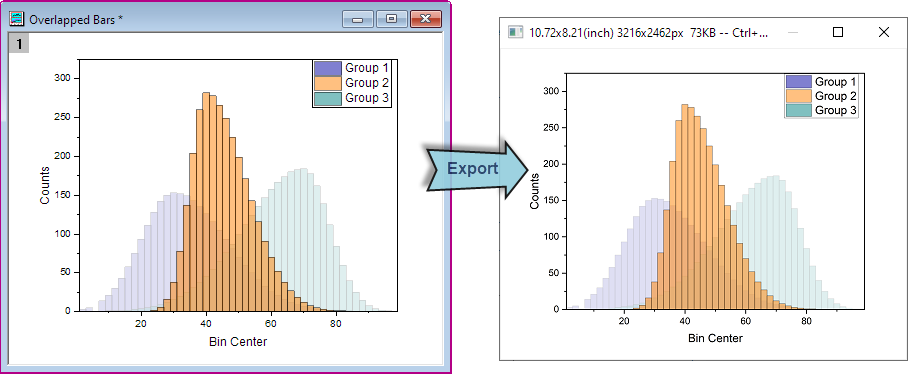 Overlapped Bars *
1
Group 1
Group 2
Group 3
300
250
200
150
100
50
0
Counts
20 40 60 80
Bin Center
Export
10.72x8.21(inch) 3216x2462px 73KB -- Ctrl+...
Group 1
Group 2
Group 3
300
250
200
150
100
50
0
Counts
20 40 60 80
Bin Center